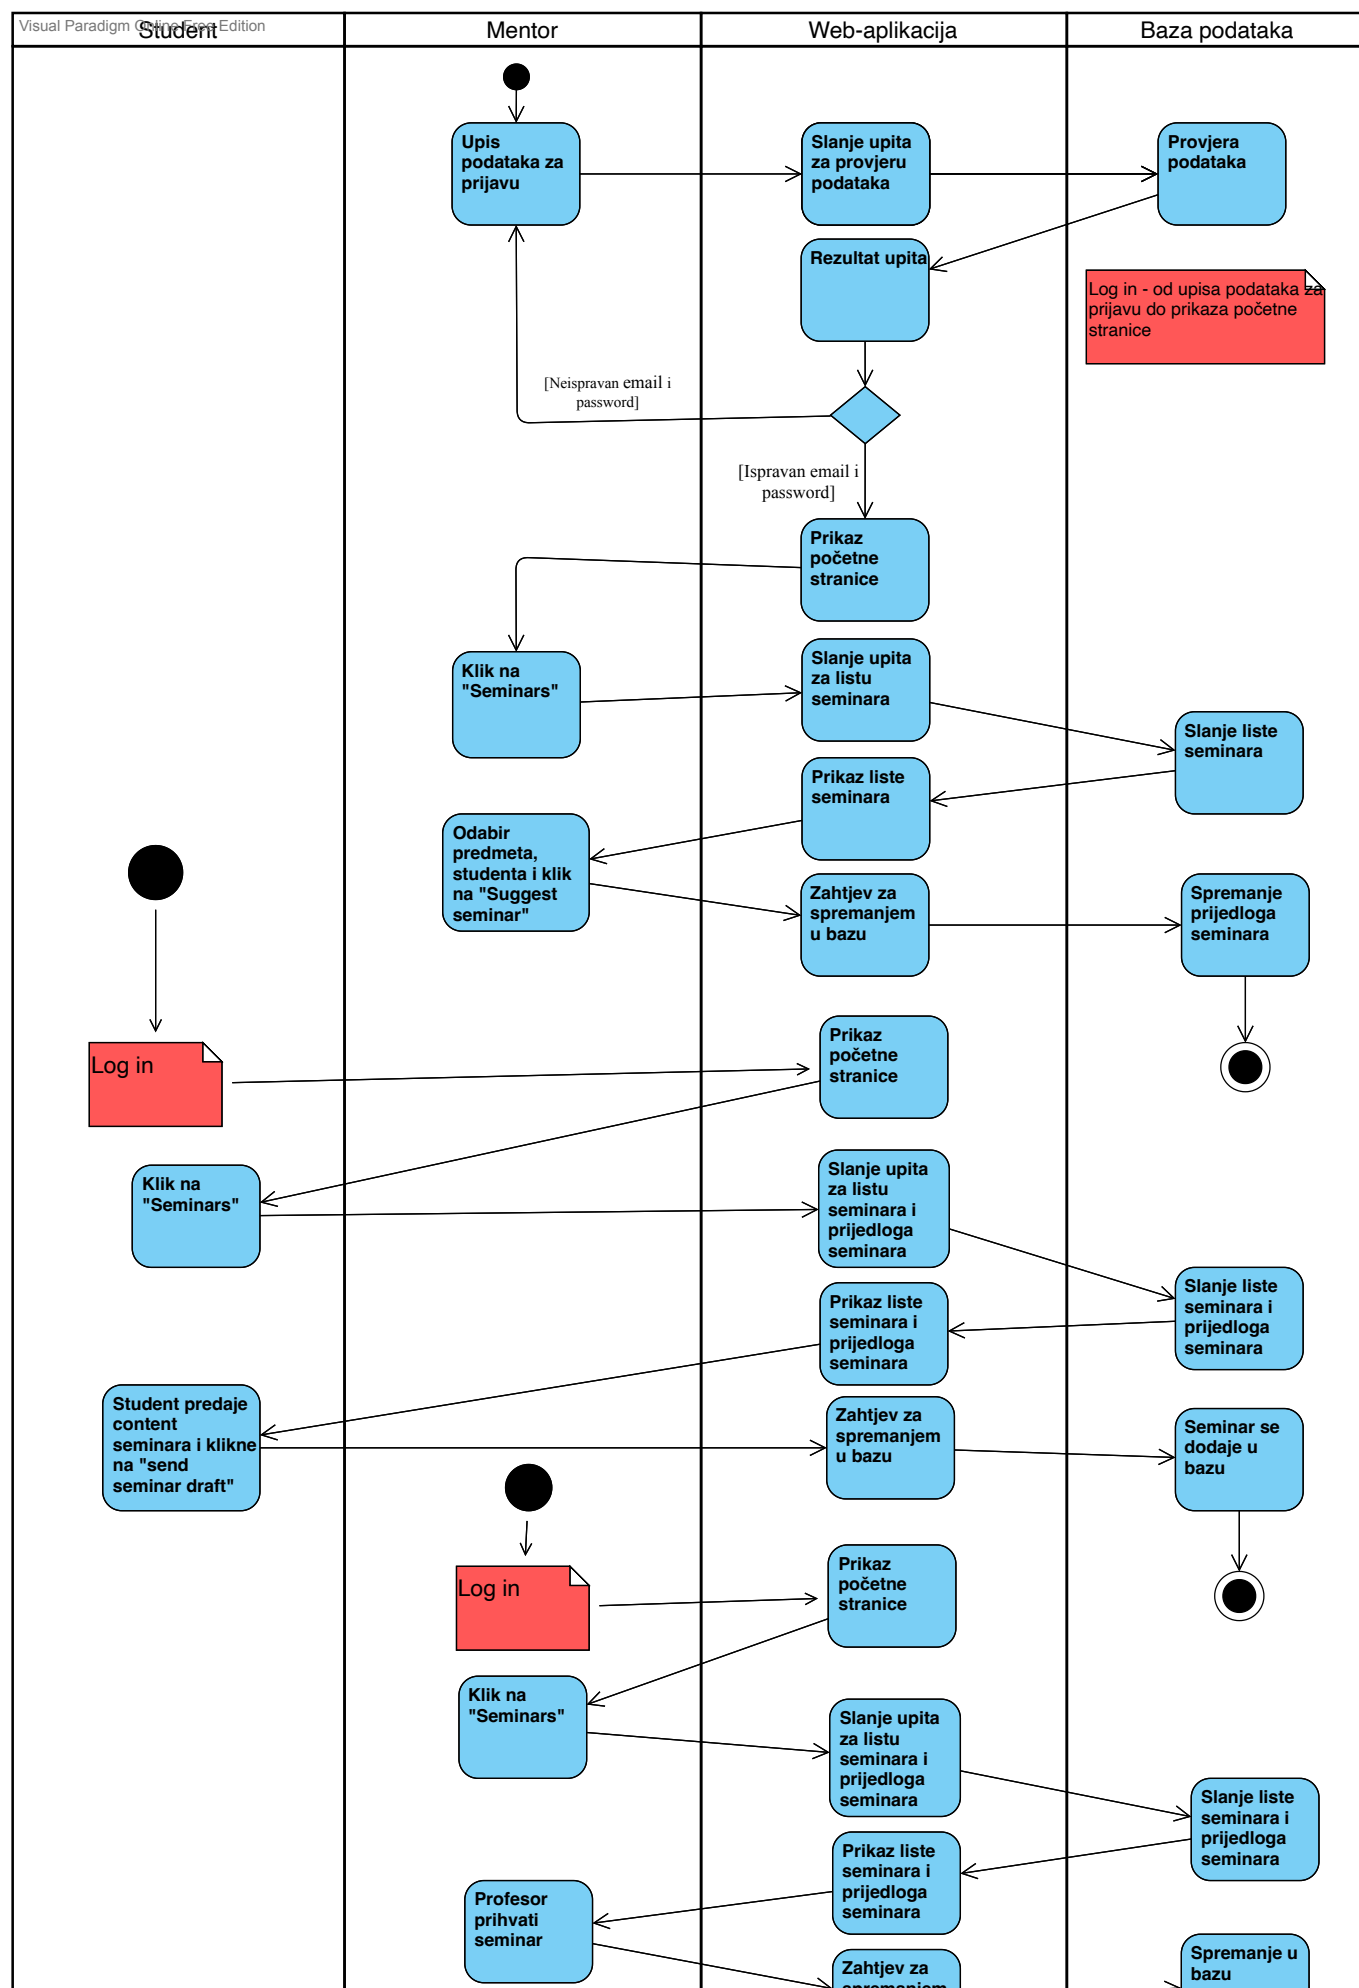 Visual Paradigm Online Free Edition
Student
Mentor
Web-aplikacija
Baza podataka
Upis
podataka za
prijavu
Slanje upita
za provjeru
podataka
Provjera
podataka
Rezultat upita
Log in - od upisa podataka za
prijavu do prikaza početne
stranice
[Neispravan email i
password]
[Ispravan email i
password]
Prikaz
početne
stranice
Klik na
"Seminars"
Slanje upita
za listu
seminara
Slanje liste
seminara
Prikaz liste
seminara
Odabir
predmeta,
studenta i klik
na "Suggest
seminar"
Zahtjev za
spremanjem
u bazu
Spremanje
prijedloga
seminara
Log in
Prikaz
početne
stranice
Klik na
"Seminars"
Slanje upita
za listu
seminara i
prijedloga
seminara
Slanje liste
seminara i
prijedloga
seminara
Prikaz liste
seminara i
prijedloga
seminara
Student predaje
content
seminara i klikne
na "send
seminar draft"
Zahtjev za
spremanjem
u bazu
Seminar se
dodaje u
bazu
Log in
Prikaz
početne
stranice
Klik na
"Seminars"
Slanje upita
za listu
seminara i
prijedloga
seminara
Slanje liste
seminara i
prijedloga
seminara
Prikaz liste
seminara i
prijedloga
seminara
Profesor
prihvati
seminar
Zahtjev za
spremanjem
Spremanje u
bazu